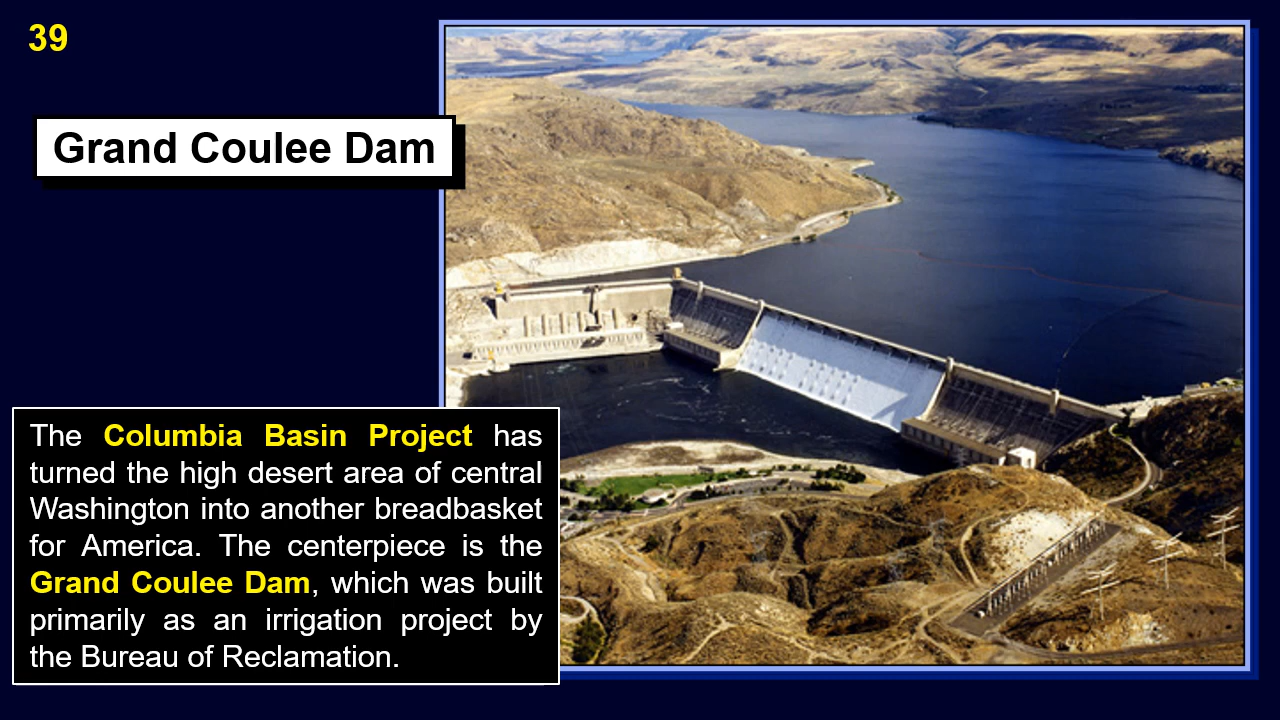 39
Grand Coulee Dam
The Columbia Basin Project has
turned the high desert area of central
Washington into another breadbasket
for America. The centerpiece is the
Grand Coulee Dam, which was built
primarily as an irrigation project by
the Bureau of Reclamation.